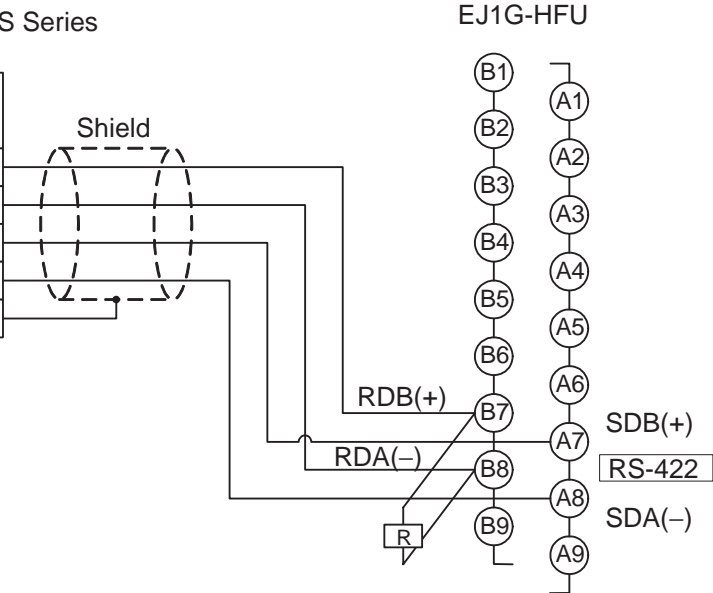 S Series
EJ1G-HFU
Shield
B1
A1
B2
A2
B3
A3
B4
A4
B5
A5
B6
A6
RDB(+)
B7
SDB(+)
A7
RDA(−)
B8
RS-422
A8
SDA(−)
R
B9
A9